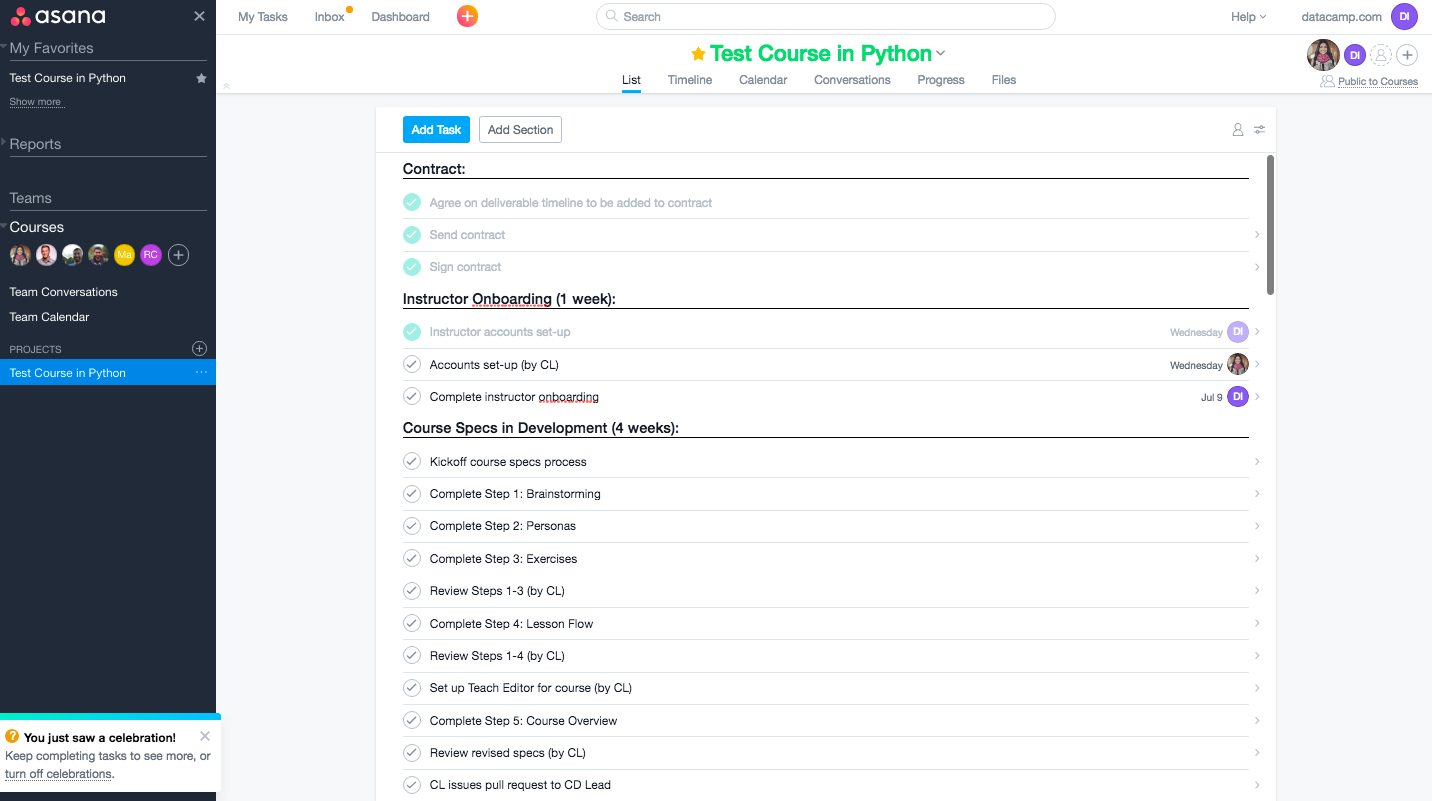 asana
My Favorites
Test Course in Python
Show more
Reports
Teams
Courses
Ma
RC
Team Conversations
Team Calendar
PROJECTS
Test Course in Python
You just saw a celebration!
Keep completing tasks to see more, or
turn off celebrations.
My Tasks Inbox Dashboard Search Help datacamp.com DI
Test Course in Python
DI
List Timeline Calendar Conversations Progress Files
Public to Courses
Add Task Add Section
Contract:
Agree on deliverable timeline to be added to contract
Send contract
Sign contract
Instructor Onboarding (1 week):
Instructor accounts set-up Wednesday DI
Accounts set-up (by CL) Wednesday
Complete instructor onboarding Jul 9 DI
Course Specs in Development (4 weeks):
Kickoff course specs process
Complete Step 1: Brainstorming
Complete Step 2: Personas
Complete Step 3: Exercises
Review Steps 1-3 (by CL)
Complete Step 4: Lesson Flow
Review Steps 1-4 (by CL)
Set up Teach Editor for course (by CL)
Complete Step 5: Course Overview
Review revised specs (by CL)
CL issues pull request to CD Lead